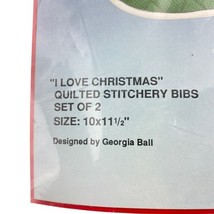 "I LOVE CHRISTMAS"
QUILTED STITCHERY BIBS
SET OF 2
SIZE: 10x11½"
Designed by Georgia Ball